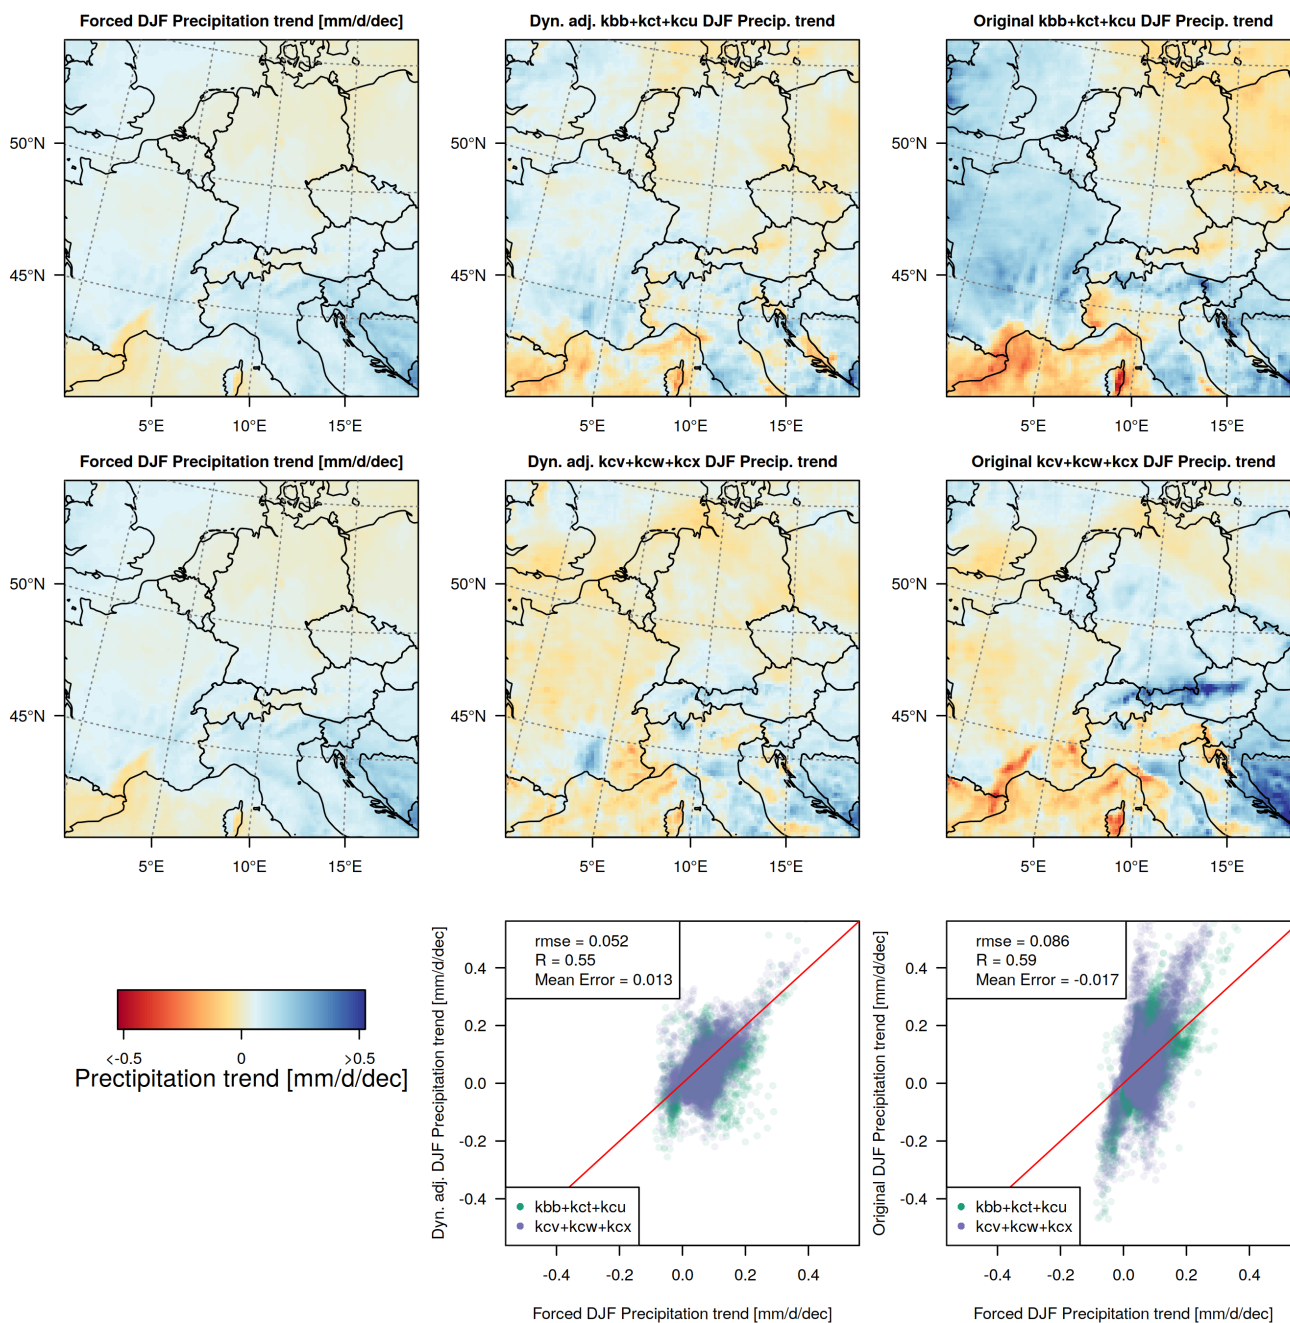 Forced DJF Precipitation trend [mm/d/dec]
Dyn. adj. kbb+kct+kcu DJF Precip. trend
Original kbb+kct+kcu DJF Precip. trend
50°N
50°N
50°N
45°N
45°N
45°N
5°E 10°E 15°E
5°E 10°E 15°E
5°E 10°E 15°E
Forced DJF Precipitation trend [mm/d/dec]
Dyn. adj. kcv+kcw+kcx DJF Precip. trend
Original kcv+kcw+kcx DJF Precip. trend
50°N
50°N
50°N
45°N
45°N
45°N
5°E 10°E 15°E
5°E 10°E 15°E
5°E 10°E 15°E
<-0.5 0 >0.5
Prectipitation trend [mm/d/dec]
Dyn. adj. DJF Precipitation trend [mm/d/dec]
0.4
0.2
0.0
-0.2
-0.4
rmse = 0.052
R = 0.55
Mean Error = 0.013
kbb+kct+kcu
kcv+kcw+kcx
-0.4 0.0 0.2 0.4
Forced DJF Precipitation trend [mm/d/dec]
Original DJF Precipitation trend [mm/d/dec]
0.4
0.2
0.0
-0.2
-0.4
rmse = 0.086
R = 0.59
Mean Error = -0.017
kbb+kct+kcu
kcv+kcw+kcx
-0.4 0.0 0.2 0.4
Forced DJF Precipitation trend [mm/d/dec]